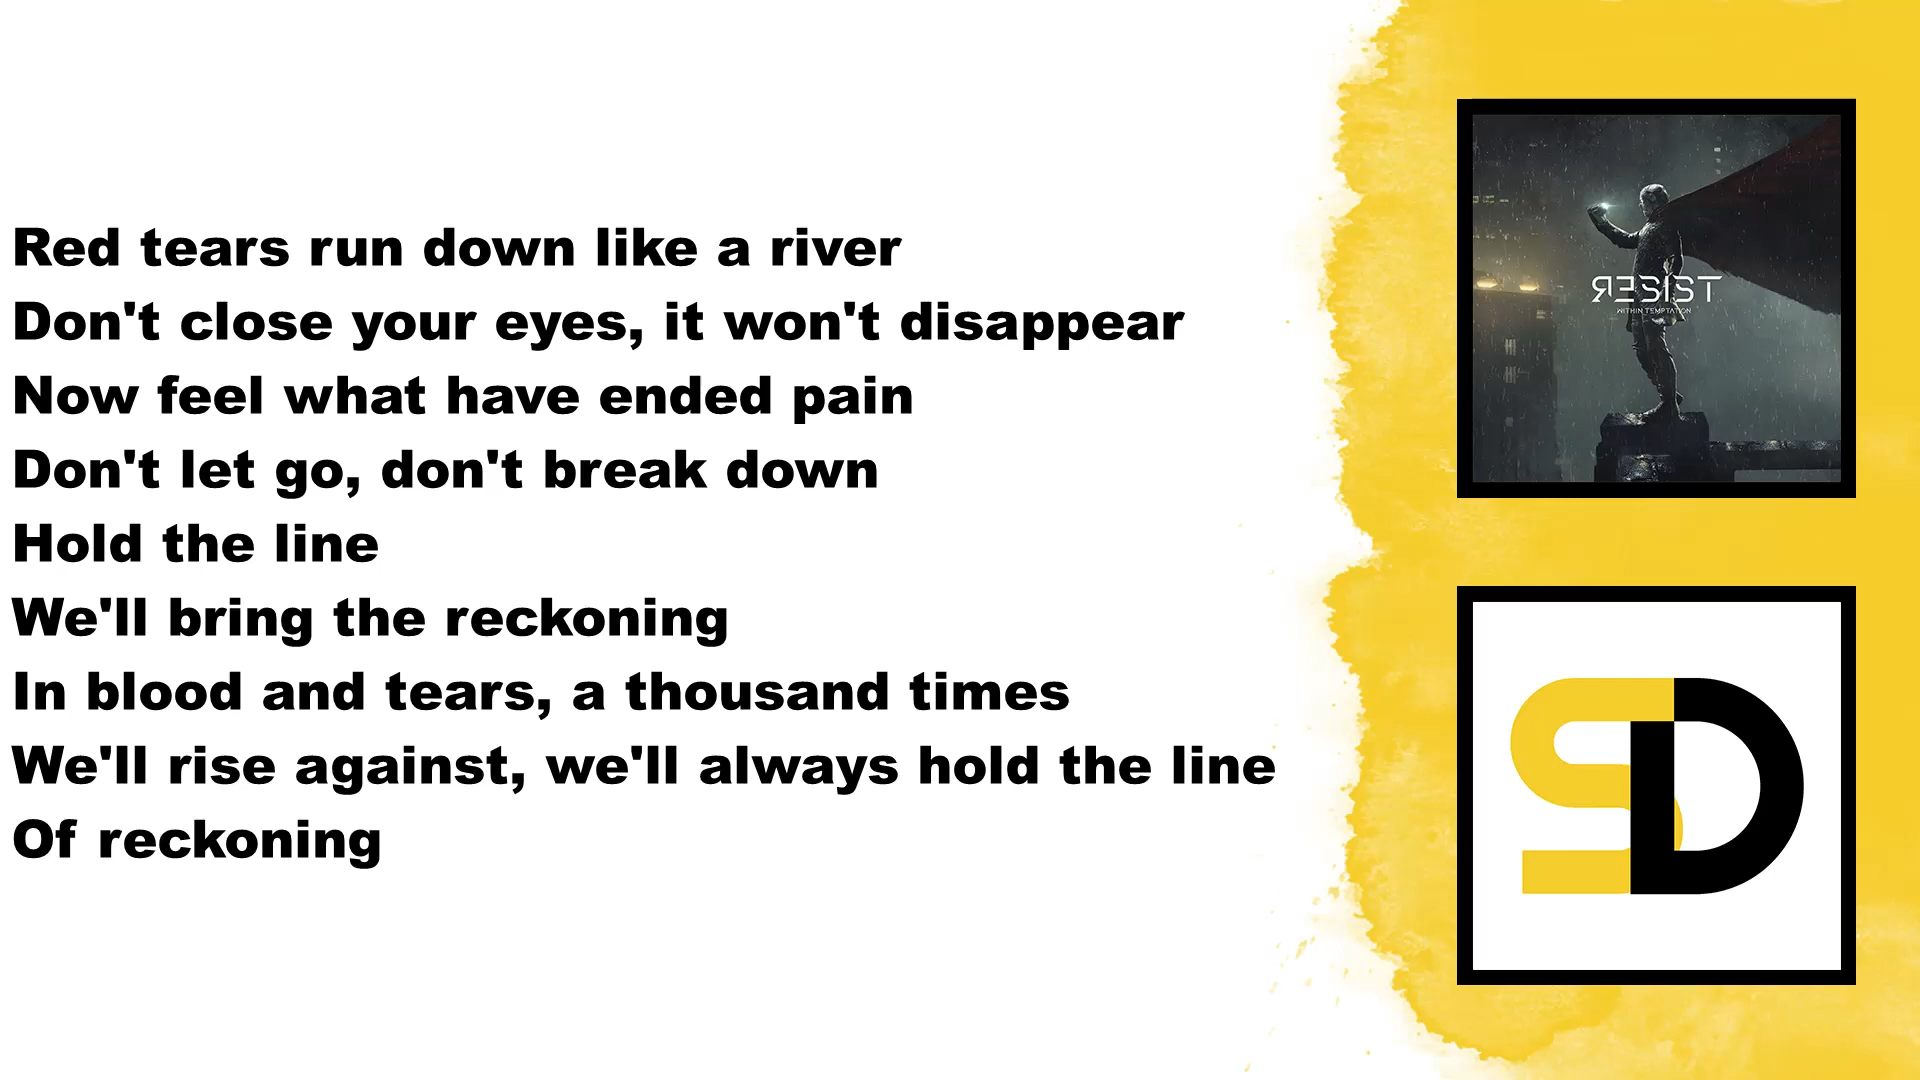 Red tears run down like a river
Don't close your eyes, it won't disappear
Now feel what have ended pain
Don't let go, don't break down
Hold the line
We'll bring the reckoning
In blood and tears, a thousand times
We'll rise against, we'll always hold the line
Of reckoning
RESIST
WITHIN TEMPTATION
SD